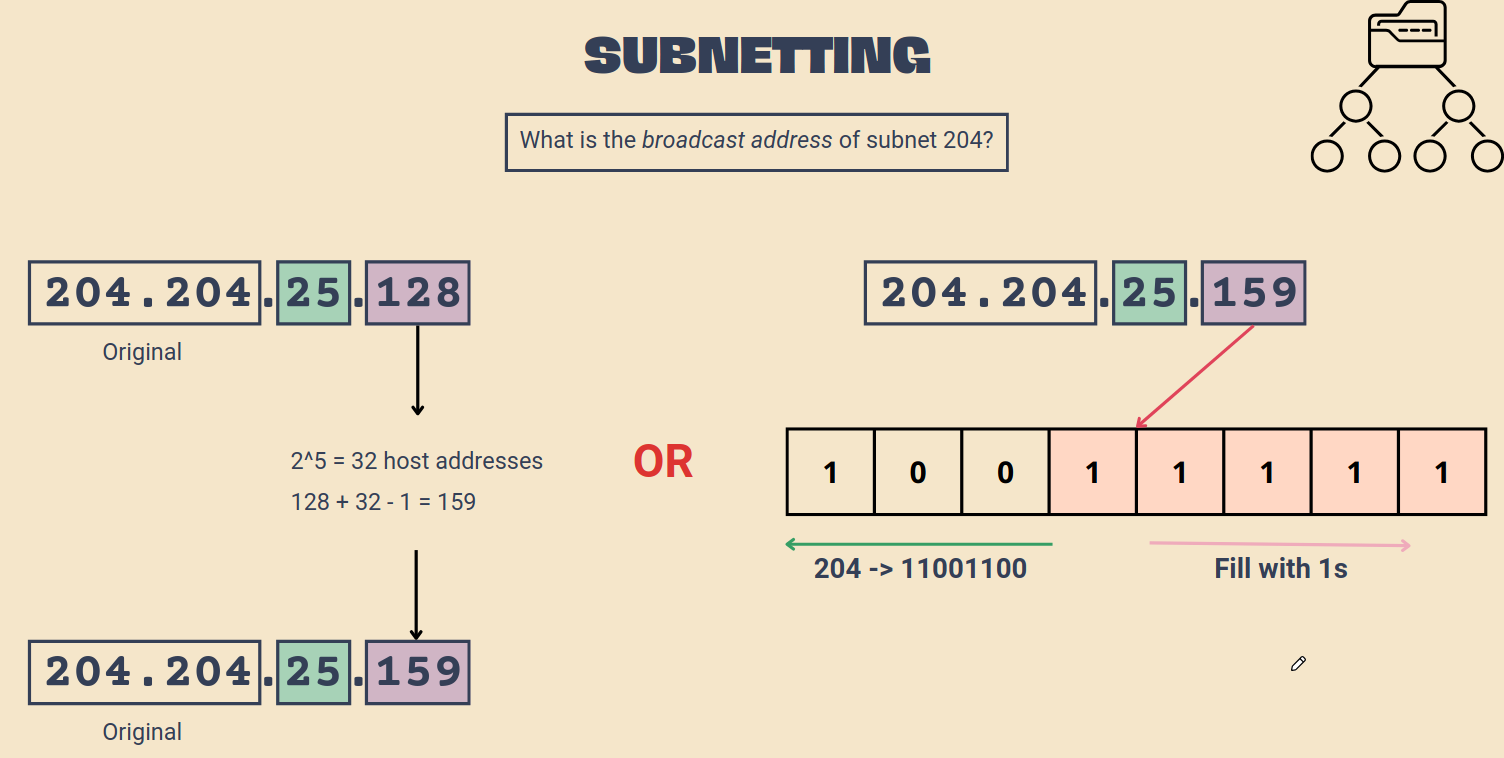 SUBNETTING
What is the broadcast address of subnet 204?
204.204.25.128
Original
2^5 = 32 host addresses
128 + 32 - 1 = 159
204.204.25.159
Original
OR
204.204.25.159
1 0 0 1 1 1 1 1
204 -> 11001100
Fill with 1s